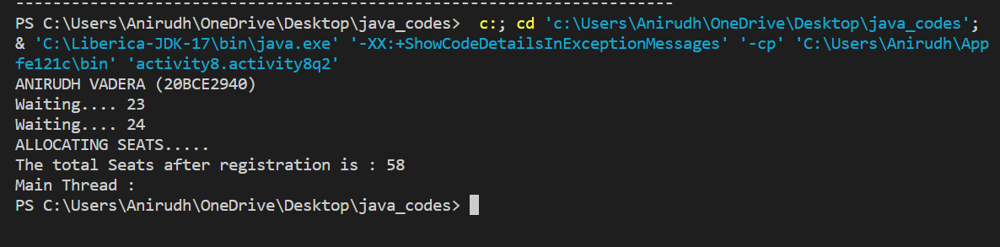 ----------------------------------------------------------------------
PS C:\Users\Anirudh\OneDrive\Desktop\java_codes>  c:; cd 'c:\Users\Anirudh\OneDrive\Desktop\java_codes';
& 'C:\Liberica-JDK-17\bin\java.exe' '-XX:+ShowCodeDetailsInExceptionMessages' '-cp' 'C:\Users\Anirudh\App
fe121c\bin' 'activity8.activity8q2'
ANIRUDH VADERA (20BCE2940)
Waiting.... 23
Waiting.... 24
ALLOCATING SEATS.....
The total Seats after registration is : 58
Main Thread :
PS C:\Users\Anirudh\OneDrive\Desktop\java_codes>